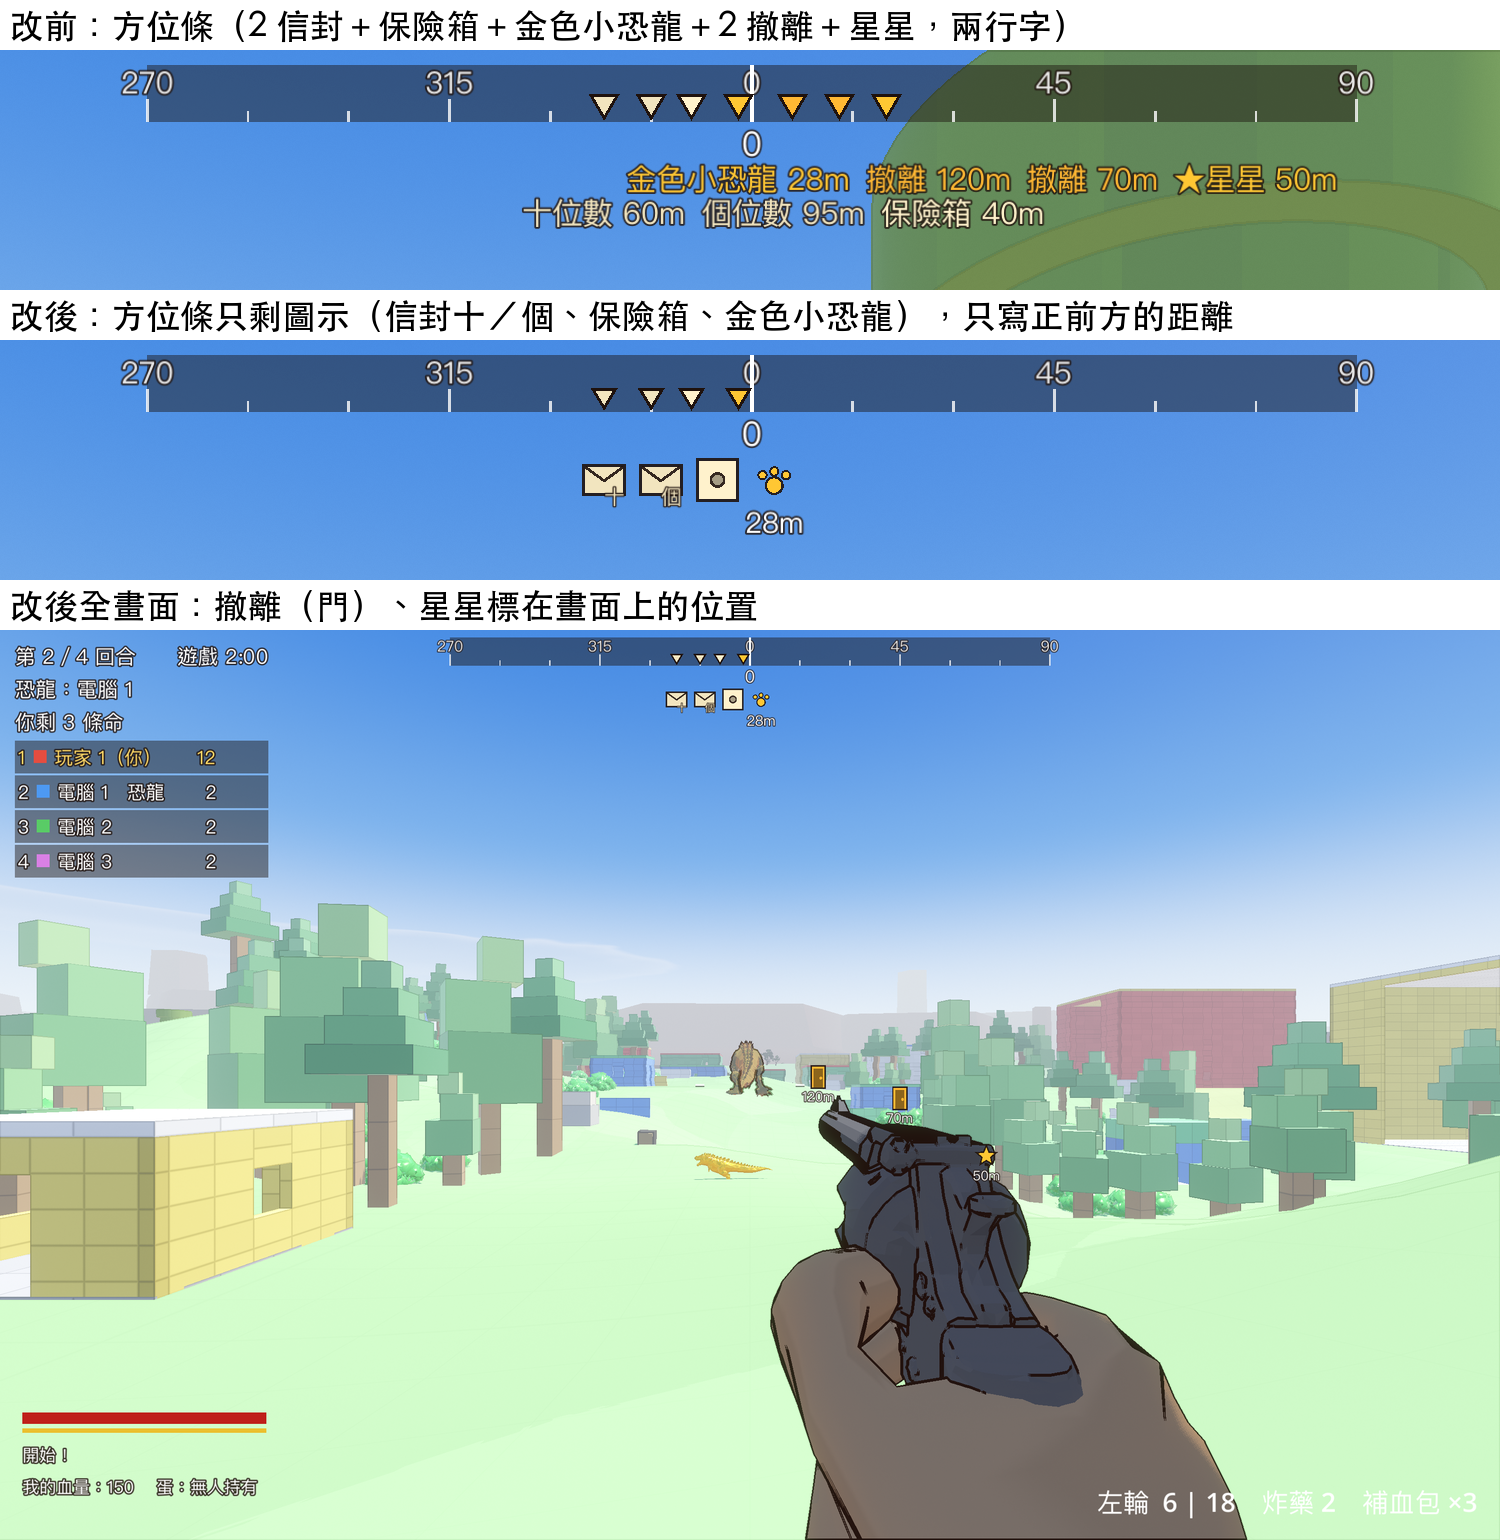 改前：方位條（2 信封＋保險箱＋金色小恐龍＋2 撤離＋星星，兩行字）
270 315 0 45 90
0
金色小恐龍 28m 撤離 120m 撤離 70m ★星星 50m
十位數 60m 個位數 95m 保險箱 40m
改後：方位條只剩圖示（信封十／個、保險箱、金色小恐龍），只寫正前方的距離
270 315 0 45 90
0
十 個
28m
改後全畫面：撤離（門）、星星標在畫面上的位置
第 2 / 4 回合 遊戲 2:00
270 315 0 45 90
0
恐龍：電腦 1
十 個
28m
你剩 3 條命
1 玩家 1（你） 12
2 電腦 1 恐龍 2
3 電腦 2 2
4 電腦 3 2
120m
70m
50m
開始！
我的血量：150 蛋：無人持有
左輪 6 | 18 炸藥 2 補血包 ×3